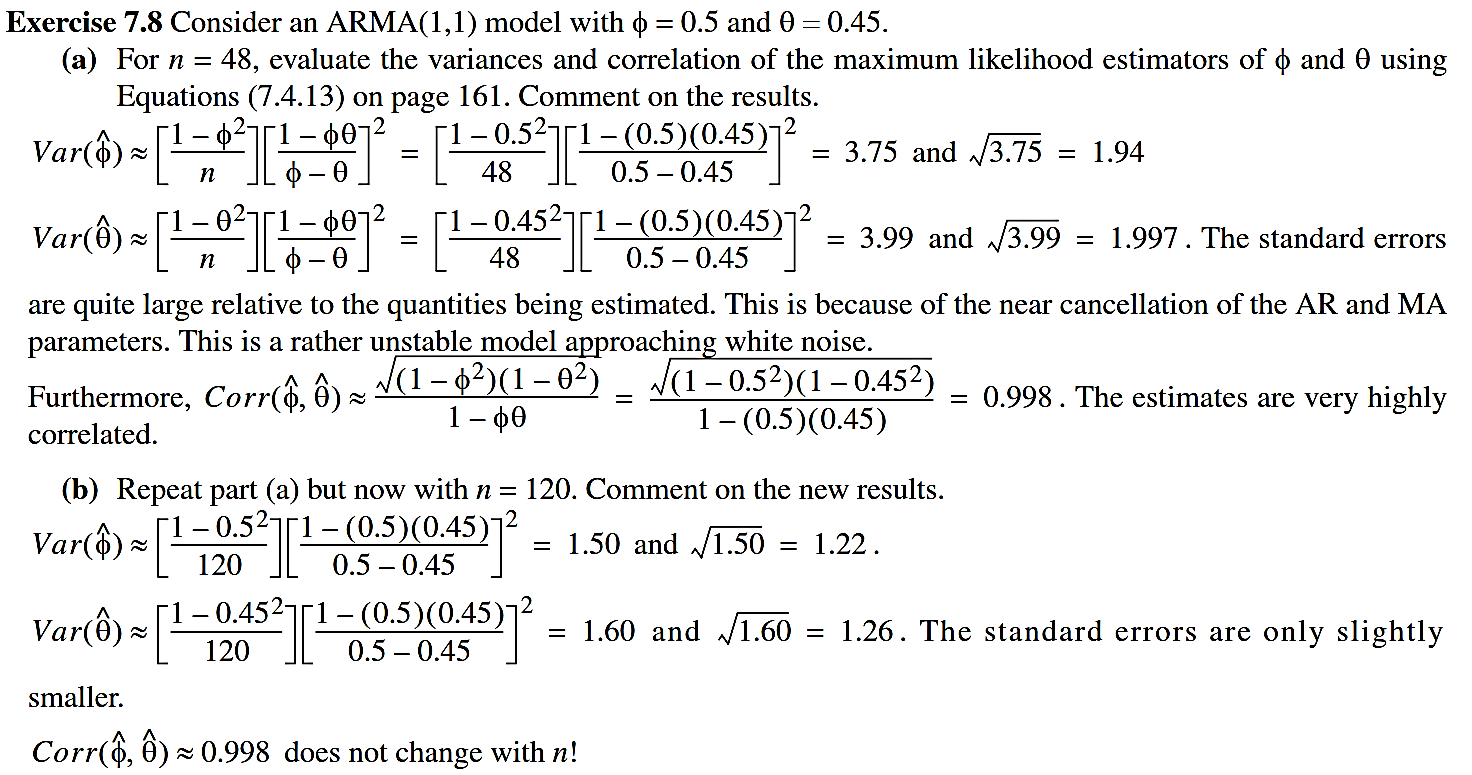 Exercise 7.8 Consider an ARMA(1,1) model with ϕ = 0.5 and θ = 0.45.
(a) For n = 48, evaluate the variances and correlation of the maximum likelihood estimators of ϕ and θ using
Equations (7.4.13) on page 161. Comment on the results.
Var(ϕ̂) ≈ [(1 – ϕ²)/n][(1 – ϕθ)/(ϕ – θ)]² = [(1 – 0.5²)/48][(1 – (0.5)(0.45))/(0.5 – 0.45)]² = 3.75 and √3.75 = 1.94
Var(θ̂) ≈ [(1 – θ²)/n][(1 – ϕθ)/(ϕ – θ)]² = [(1 – 0.45²)/48][(1 – (0.5)(0.45))/(0.5 – 0.45)]² = 3.99 and √3.99 = 1.997. The standard errors
are quite large relative to the quantities being estimated. This is because of the near cancellation of the AR and MA
parameters. This is a rather unstable model approaching white noise.
Furthermore, Corr(ϕ̂, θ̂) ≈ √((1 – ϕ²)(1 – θ²))/(1 – ϕθ) = √((1 – 0.5²)(1 – 0.45²))/(1 – (0.5)(0.45)) = 0.998. The estimates are very highly
correlated.
(b) Repeat part (a) but now with n = 120. Comment on the new results.
Var(ϕ̂) ≈ [(1 – 0.5²)/120][(1 – (0.5)(0.45))/(0.5 – 0.45)]² = 1.50 and √1.50 = 1.22.
Var(θ̂) ≈ [(1 – 0.45²)/120][(1 – (0.5)(0.45))/(0.5 – 0.45)]² = 1.60 and √1.60 = 1.26. The standard errors are only slightly
smaller.
Corr(ϕ̂, θ̂) ≈ 0.998 does not change with n!